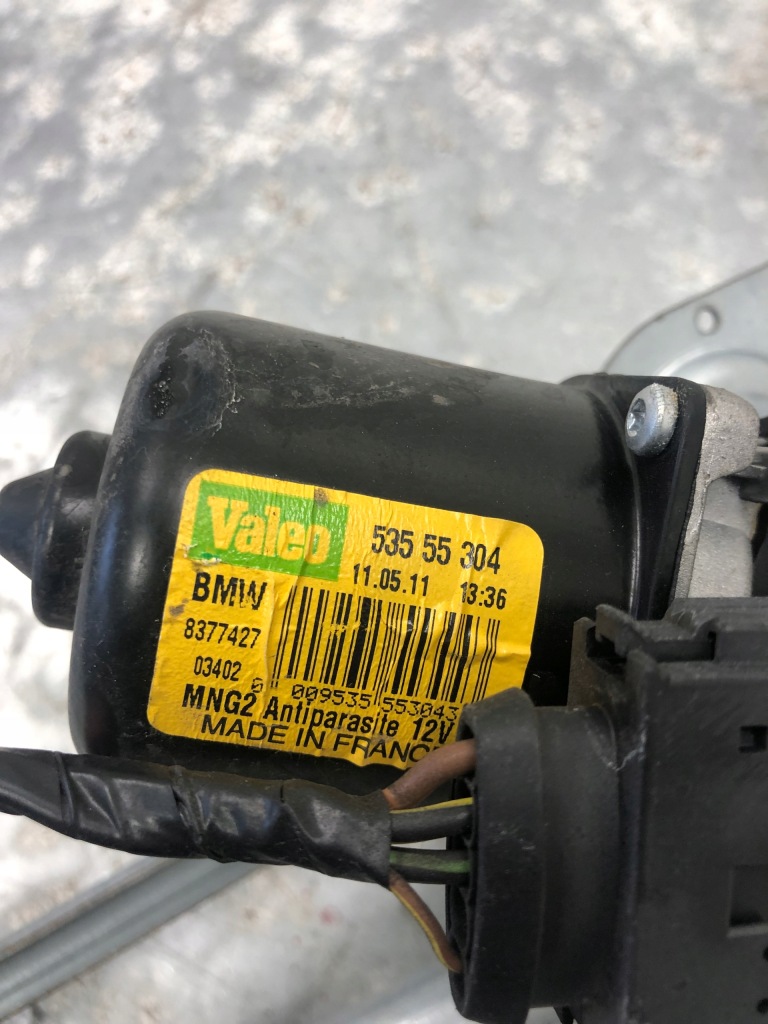 Valeo
535 55 304
11.05.11 13:36
BMW
8377427
03402
009535 553043
MNG2 Antiparasite 12V
MADE IN FRANC